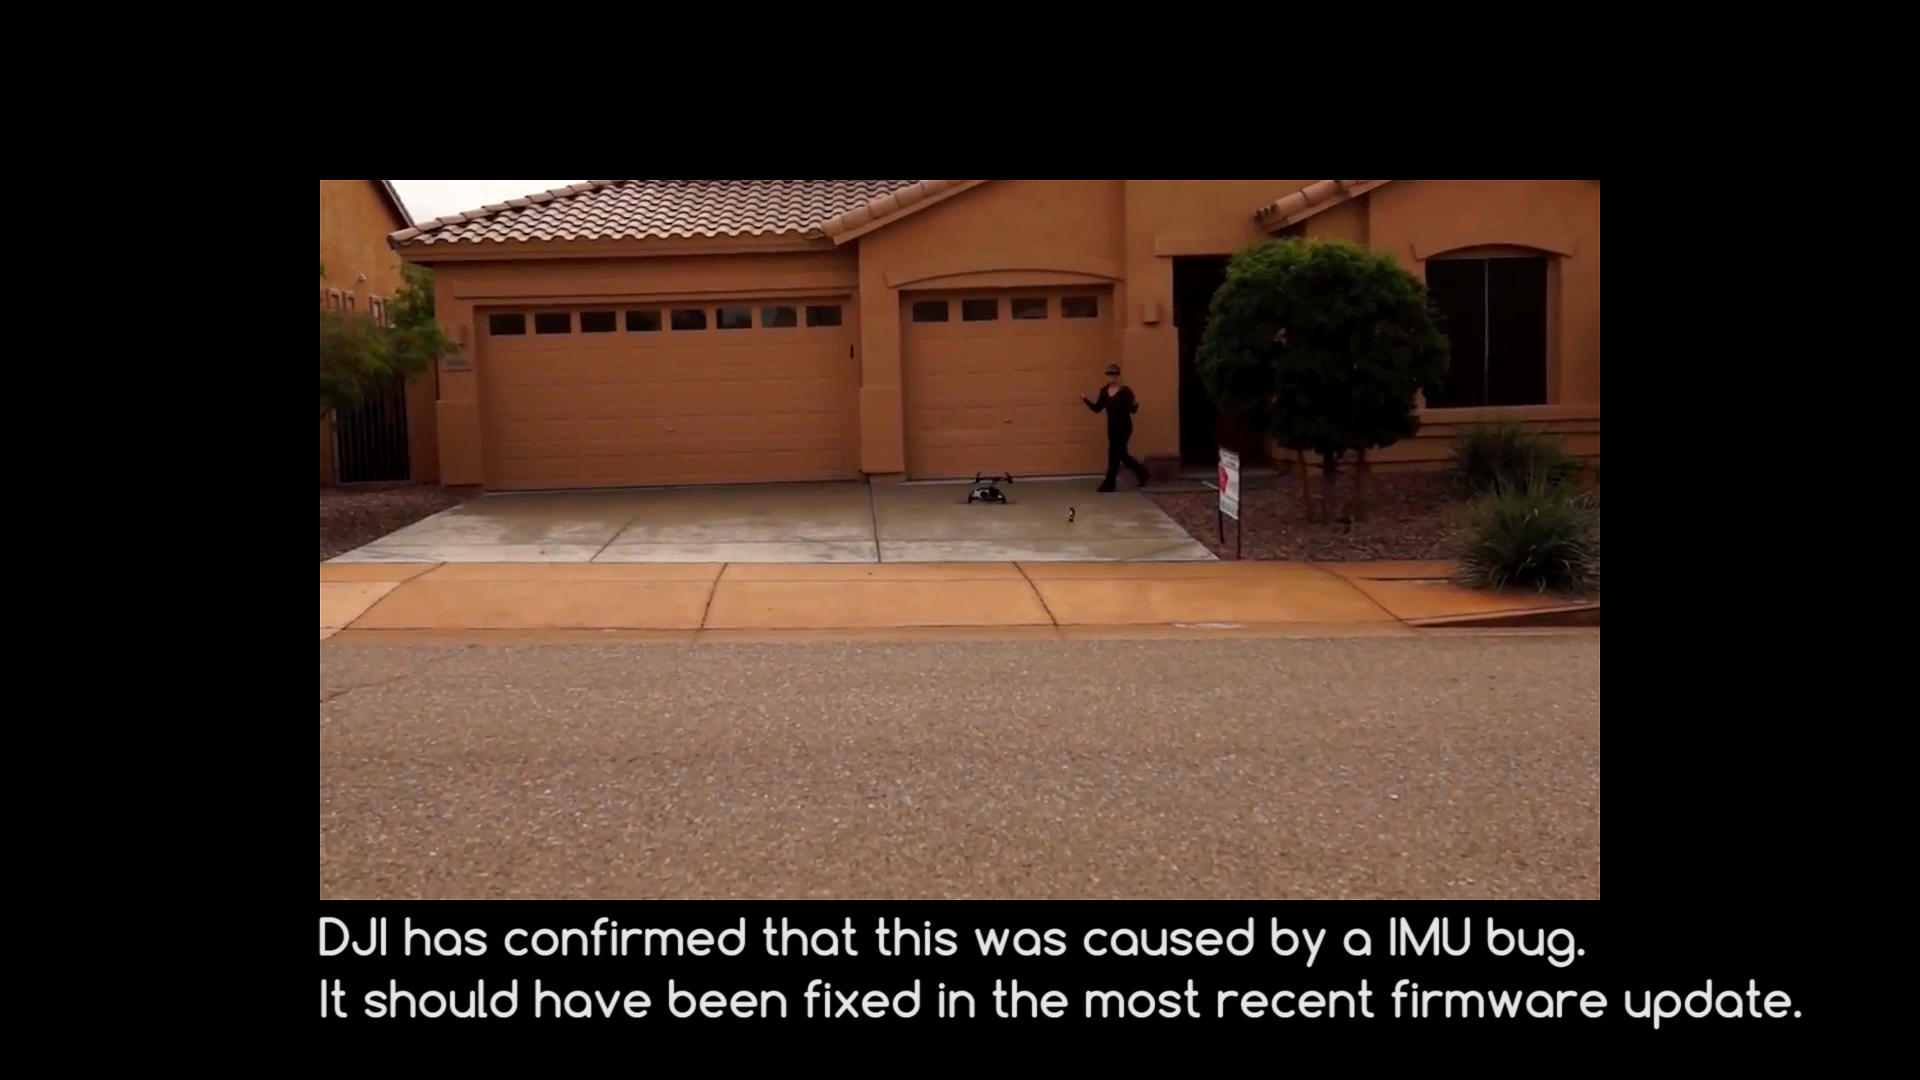 DJI has confirmed that this was caused by a IMU bug.
It should have been fixed in the most recent firmware update.